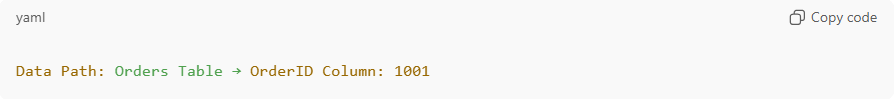 yaml
Copy code
Data Path: Orders Table → OrderID Column: 1001